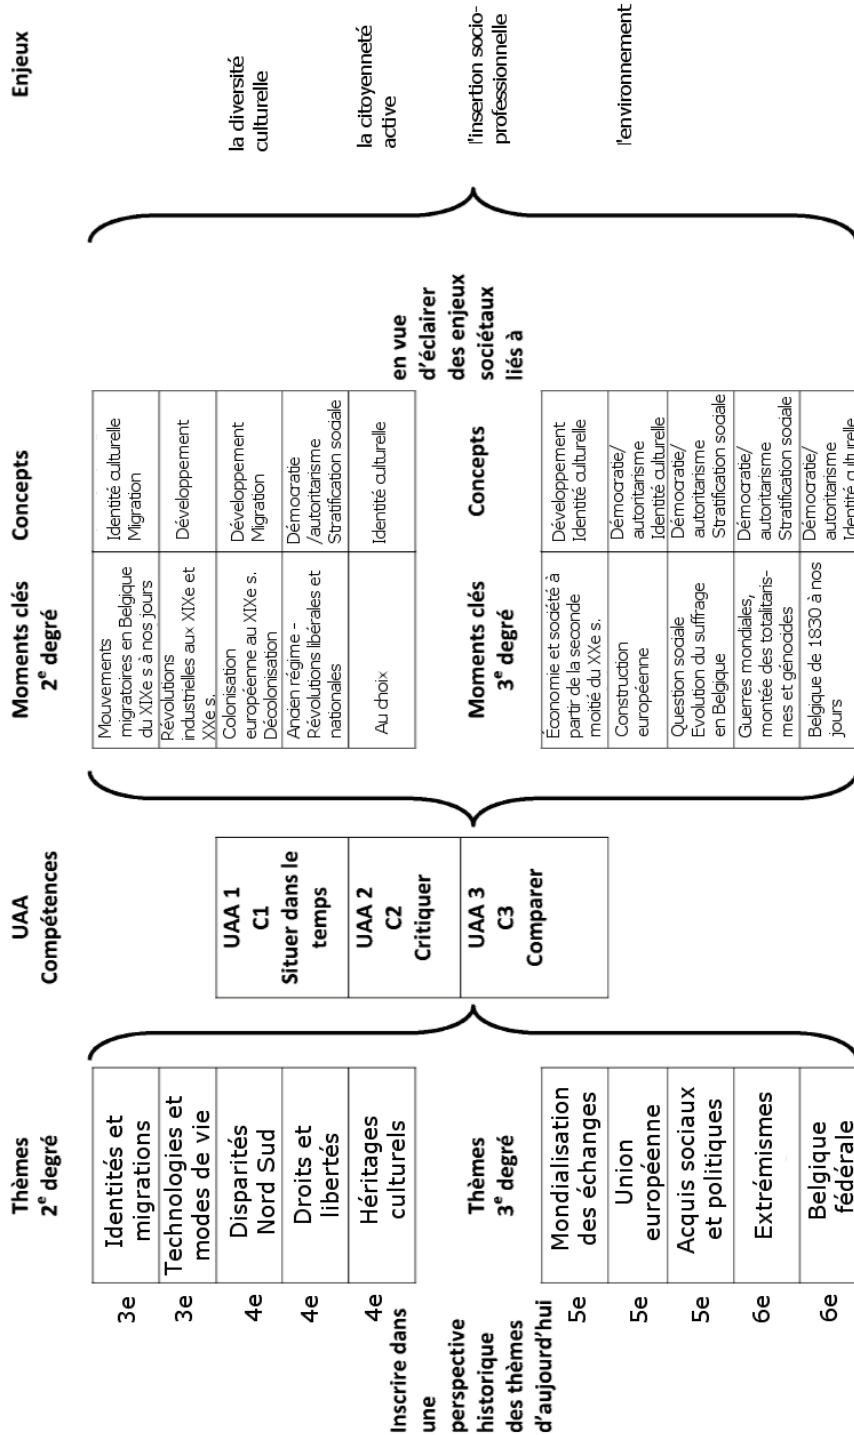 Thèmes
2e degré
UAA
Compétences
Moments clés
2e degré
Concepts
Enjeux
3e
Identités et
migrations
3e
Technologies et
modes de vie
4e
Disparités
Nord Sud
4e
Droits et
libertés
4e
Héritages
culturels
Inscrire dans
une
perspective
historique
des thèmes
d'aujourd'hui
Thèmes
3e degré
5e
Mondialisation
des échanges
5e
Union
européenne
5e
Acquis sociaux
et politiques
6e
Extrémismes
6e
Belgique
fédérale
UAA 1
C1
Situer dans le
temps
UAA 2
C2
Critiquer
UAA 3
C3
Comparer
Mouvements
migratoires en Belgique
du XIXe s à nos jours
Identité culturelle
Migration
Révolutions
industrielles aux XIXe et
XXe s.
Développement
Colonisation
européenne au XIXe s.
Décolonisation
Développement
Migration
Ancien régime -
Révolutions libérales et
nationales
Démocratie
/autoritarisme
Stratification sociale
Au choix
Identité culturelle
Moments clés
3e degré
Concepts
Économie et société à
partir de la seconde
moitié du XXe s.
Développement
Identité culturelle
Construction
européenne
Démocratie/
autoritarisme
Identité culturelle
Question sociale
Evolution du suffrage
en Belgique
Démocratie/
autoritarisme
Stratification sociale
Guerres mondiales,
montée des totalitaris-
mes et génocides
Démocratie/
autoritarisme
Stratification sociale
Belgique de 1830 à nos
jours
Démocratie/
autoritarisme
Identité culturelle
en vue
d'éclairer
des enjeux
sociétaux
liés à
la diversité
culturelle
la citoyenneté
active
l'insertion socio-
professionnelle
l'environnement